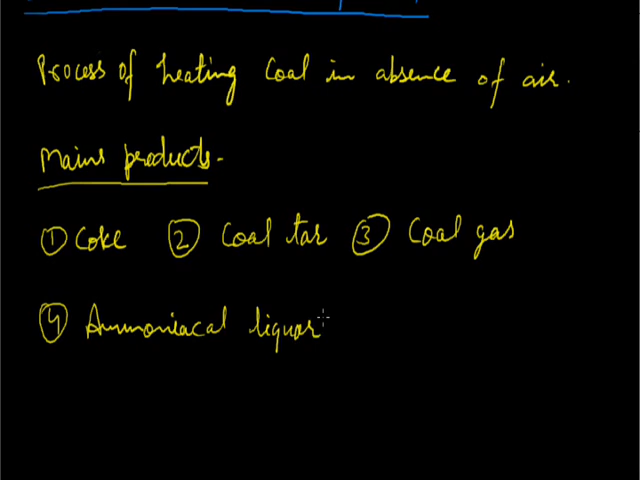 Process of heating Coal in absence of air.
Mains products.
① Coke ② Coal tar ③ Coal gas
④ Ammoniacal liquor